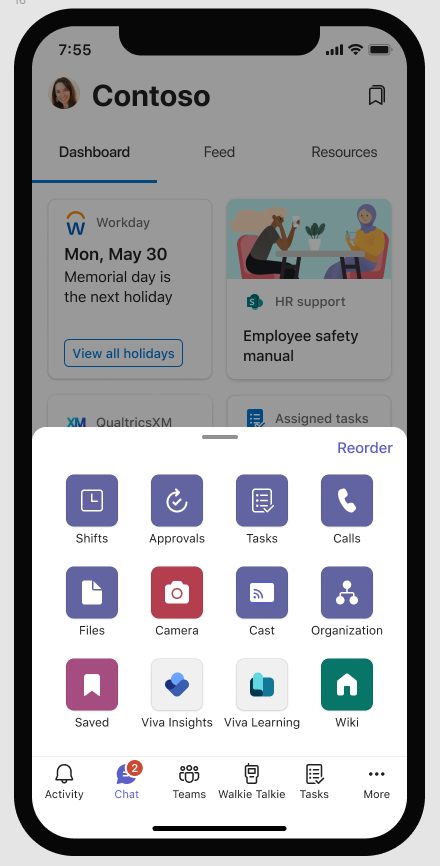 7:55
Contoso
Dashboard Feed Resources
W Workday
Mon, May 30
Memorial day is
the next holiday
View all holidays
S HR support
Employee safety
manual
XM QualtricsXM
Assigned tasks
Reorder
Shifts Approvals Tasks Calls
Files Camera Cast Organization
Saved Viva Insights Viva Learning Wiki
2
Activity Chat Teams Walkie Talkie Tasks More